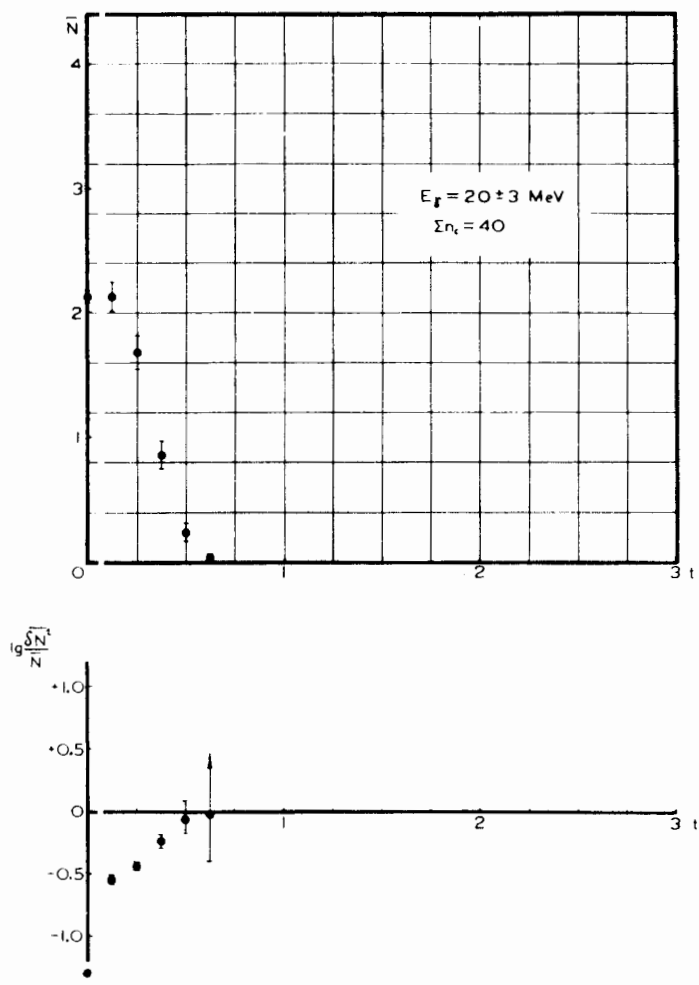 N̅
4
3
E_γ = 20 ± 3 MeV
Σn_c = 40
2
1
0 1 2 3 t
lg δN̅²/N̅
+1.0
+0.5
0 1 2 3 t
-0.5
-1.0